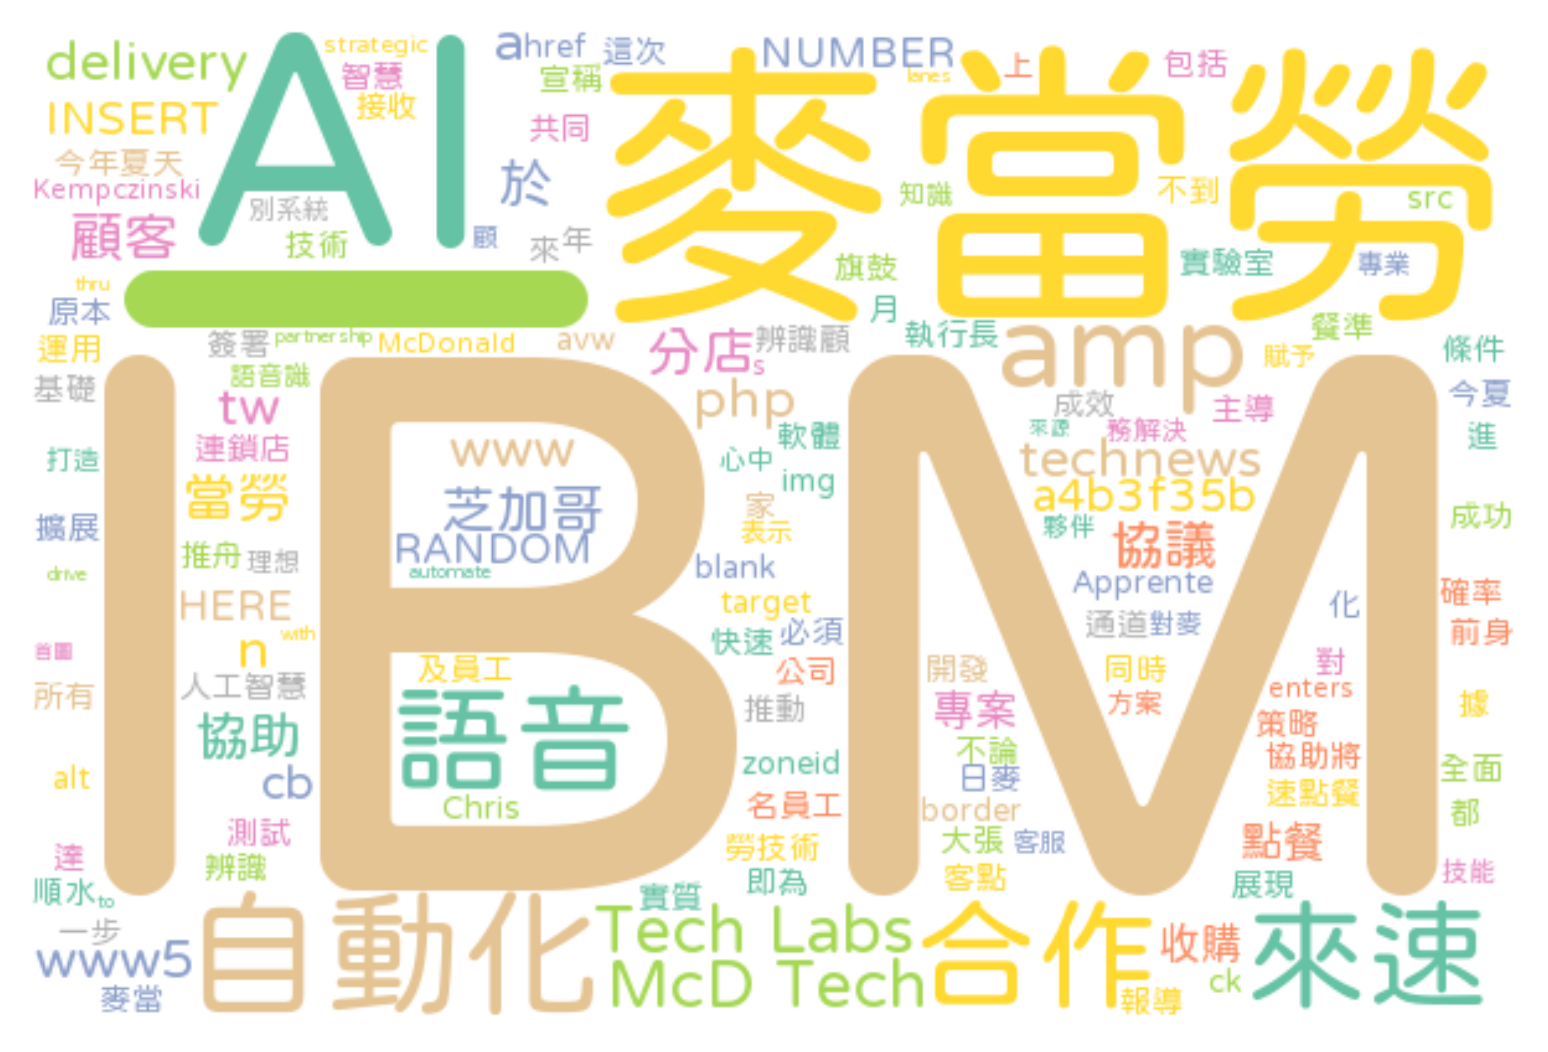 delivery
strategic
ahref
這次
NUMBER
上
包括
AI
智慧
宣稱
lanes
麥當勞
INSERT
接收
共同
今年夏天
Kempczinski
於
知識
不到
src
顧客
別系統
技術
顧
來
年
旗鼓
實驗室
專業
thru
原本
月
運用
簽署
partnership
McDonald
avw
分店
s
辨識顧
執行長
amp
餐準
賦予
條件
基礎
語音識
IBM
tw
php
成效
主導
今夏
連鎖店
www
軟體
來源
務解決
進
打造
心中
technews
當勞
芝加哥
img
a4b3f35b
家
擴展
RANDOM
表示
夥伴
協議
成功
推舟
理想
automate
blank
Apprente
drive
HERE
target
化
確率
with
快速
必須
通道
對麥
前身
n
首圖
及員工
公司
開發
同時
對
人工智慧
所有
語音
推動
專案
方案
enters
據
協助
策略
不論
協助將
alt
cb
zoneid
日麥
速點餐
全面
Chris
名員工
border
都
測試
勞技術
大張
客服
點餐
達
辨識
即為
客點
展現
技能
順水
to
實質
一步
自動化
Tech Labs
合作
收購
來速
www5
McD Tech
ck
麥當
報導